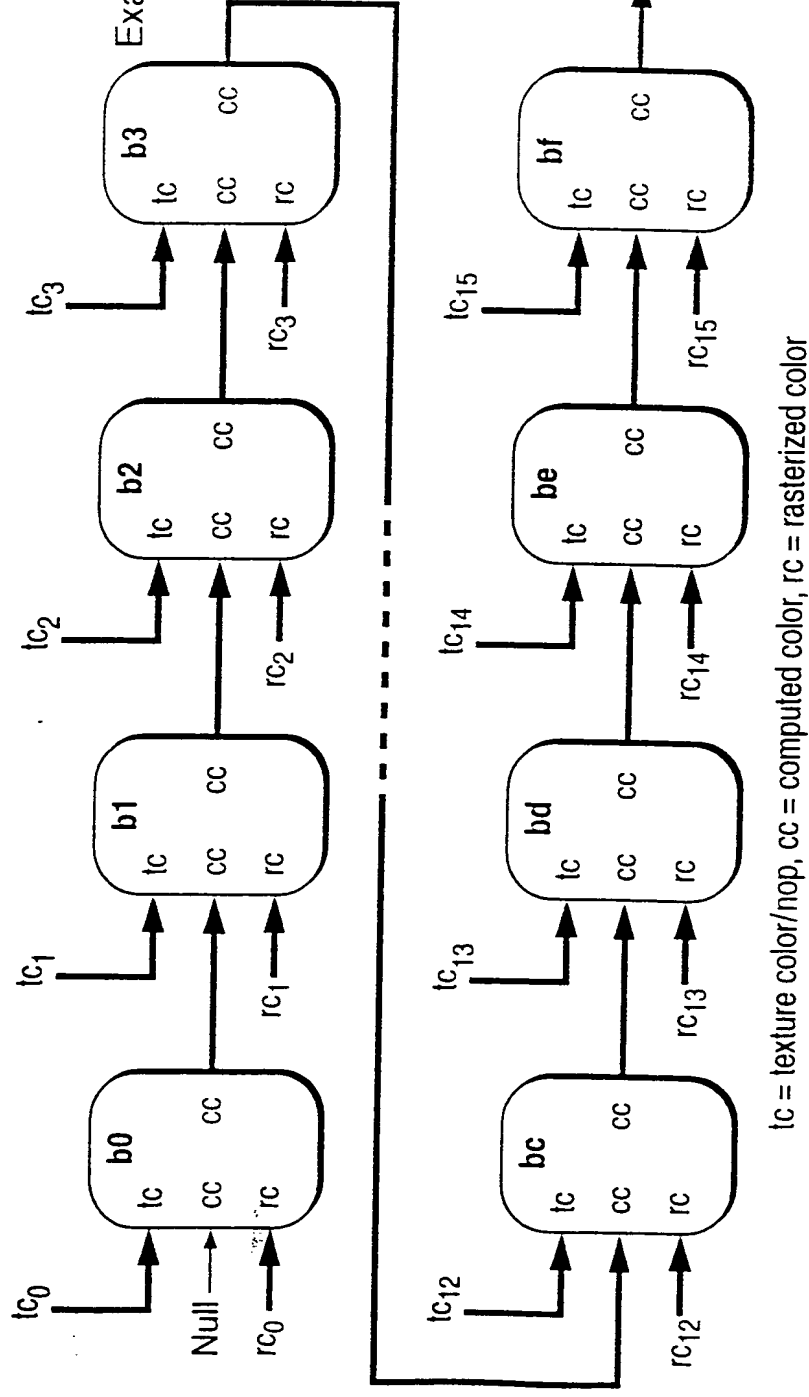 Exa
tc0
Null
rc0
b0
tc
cc
rc
cc
tc1
rc1
b1
tc
cc
rc
cc
tc2
rc2
b2
tc
cc
rc
cc
tc3
rc3
b3
tc
cc
rc
cc
tc12
rc12
bc
tc
cc
rc
cc
tc13
rc13
bd
tc
cc
rc
cc
tc14
rc14
be
tc
cc
rc
cc
tc15
rc15
bf
tc
cc
rc
cc
tc = texture color/nop, cc = computed color, rc = rasterized color